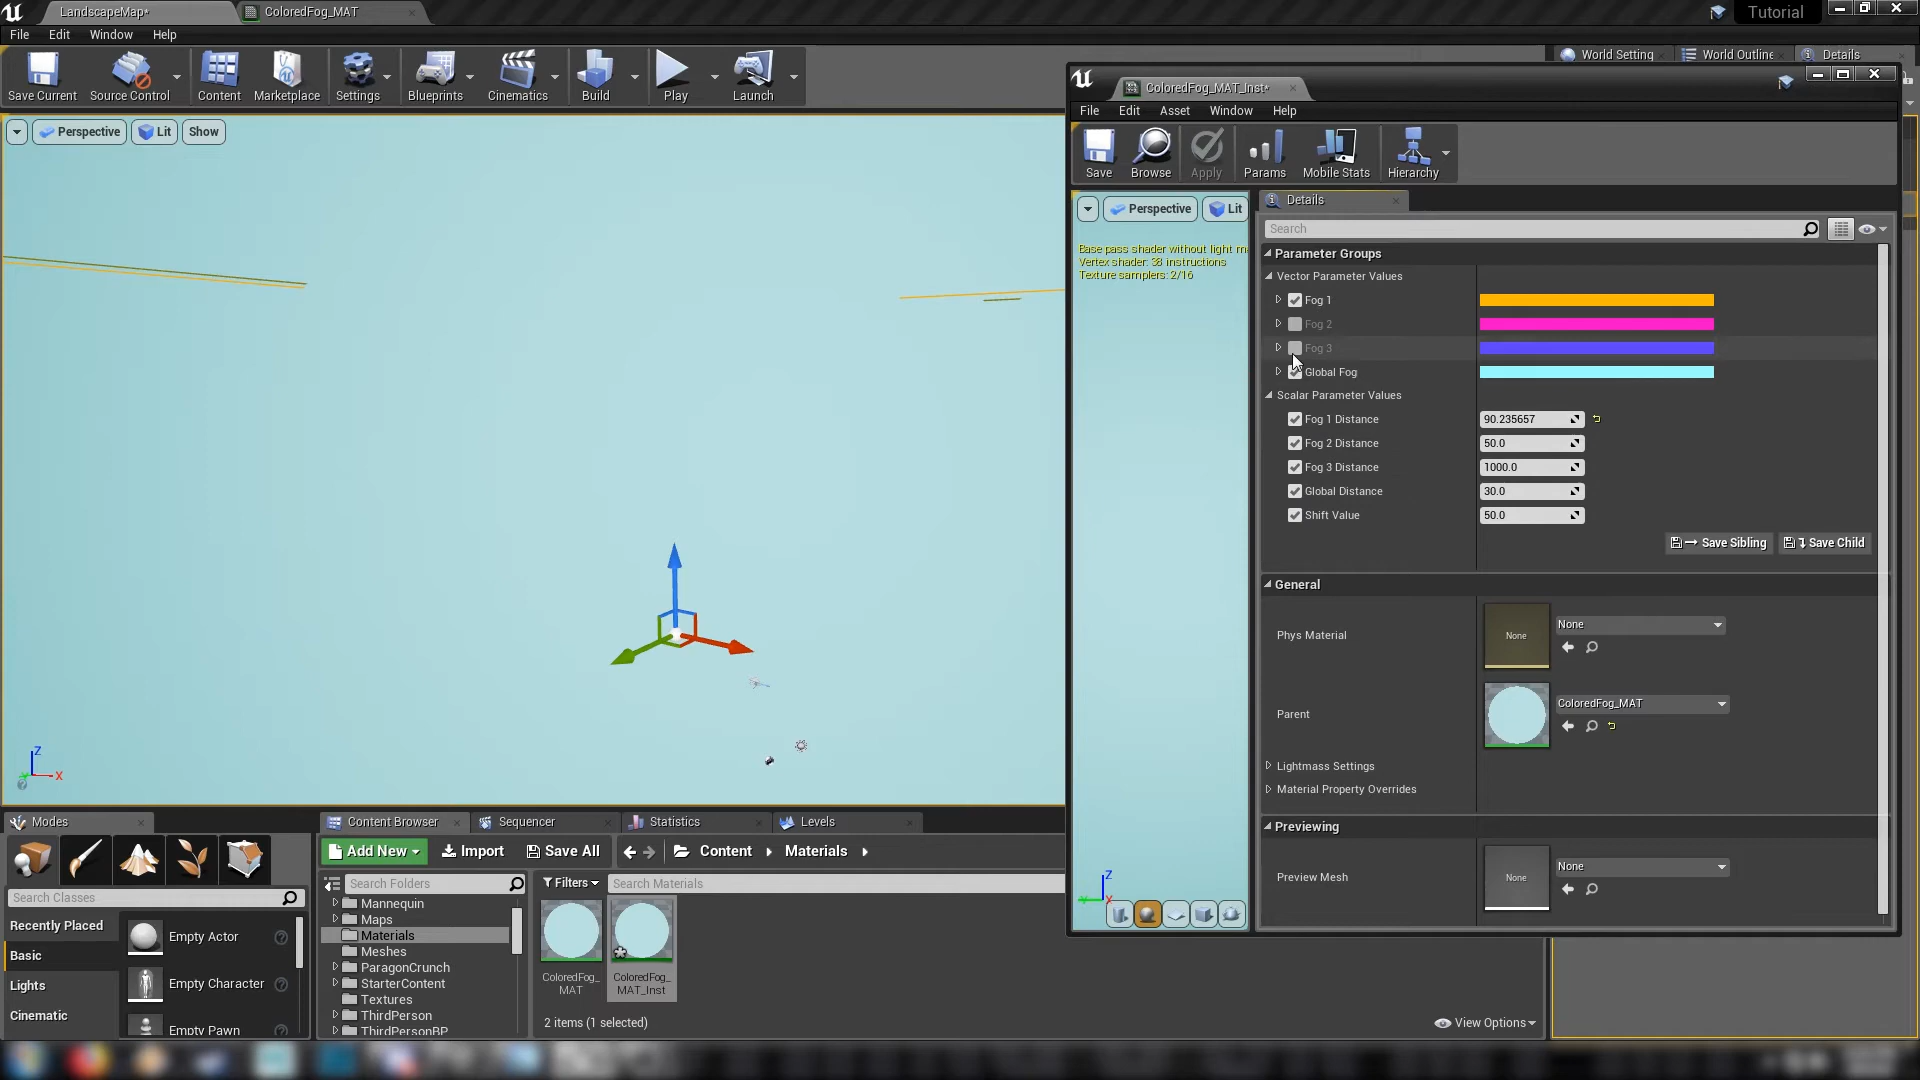 LandscapeMap*
ColoredFog_MAT
Tutorial
File Edit Window Help
Save Current
Source Control
Content
Marketplace
Settings
Blueprints
Cinematics
Build
Play
Launch
World Setting
World Outline
Details
Perspective
Lit
Show
ColoredFog_MAT_Inst*
File Edit Asset Window Help
Save
Browse
Apply
Params
Mobile Stats
Hierarchy
Perspective
Lit
Base pass shader without light m
Vertex shader: 38 instructions
Texture samplers: 2/16
Details
Search
Parameter Groups
Vector Parameter Values
Fog 1
Fog 2
Fog 3
Global Fog
Scalar Parameter Values
Fog 1 Distance 90.235657
Fog 2 Distance 50.0
Fog 3 Distance 1000.0
Global Distance 30.0
Shift Value 50.0
Save Sibling
Save Child
General
Phys Material
None
None
Parent
ColoredFog_MAT
Lightmass Settings
Material Property Overrides
Previewing
Preview Mesh
None
None
Z
X
Z
X
Y
Modes
Search Classes
Recently Placed
Basic
Lights
Cinematic
Empty Actor
Empty Character
Empty Pawn
Content Browser
Sequencer
Statistics
Levels
Add New
Import
Save All
Content
Materials
Search Folders
Filters
Search Materials
Mannequin
Maps
Materials
Meshes
ParagonCrunch
StarterContent
Textures
ThirdPerson
ThirdPersonBP
ColoredFog_
MAT
ColoredFog_
MAT_Inst
2 items (1 selected)
View Options